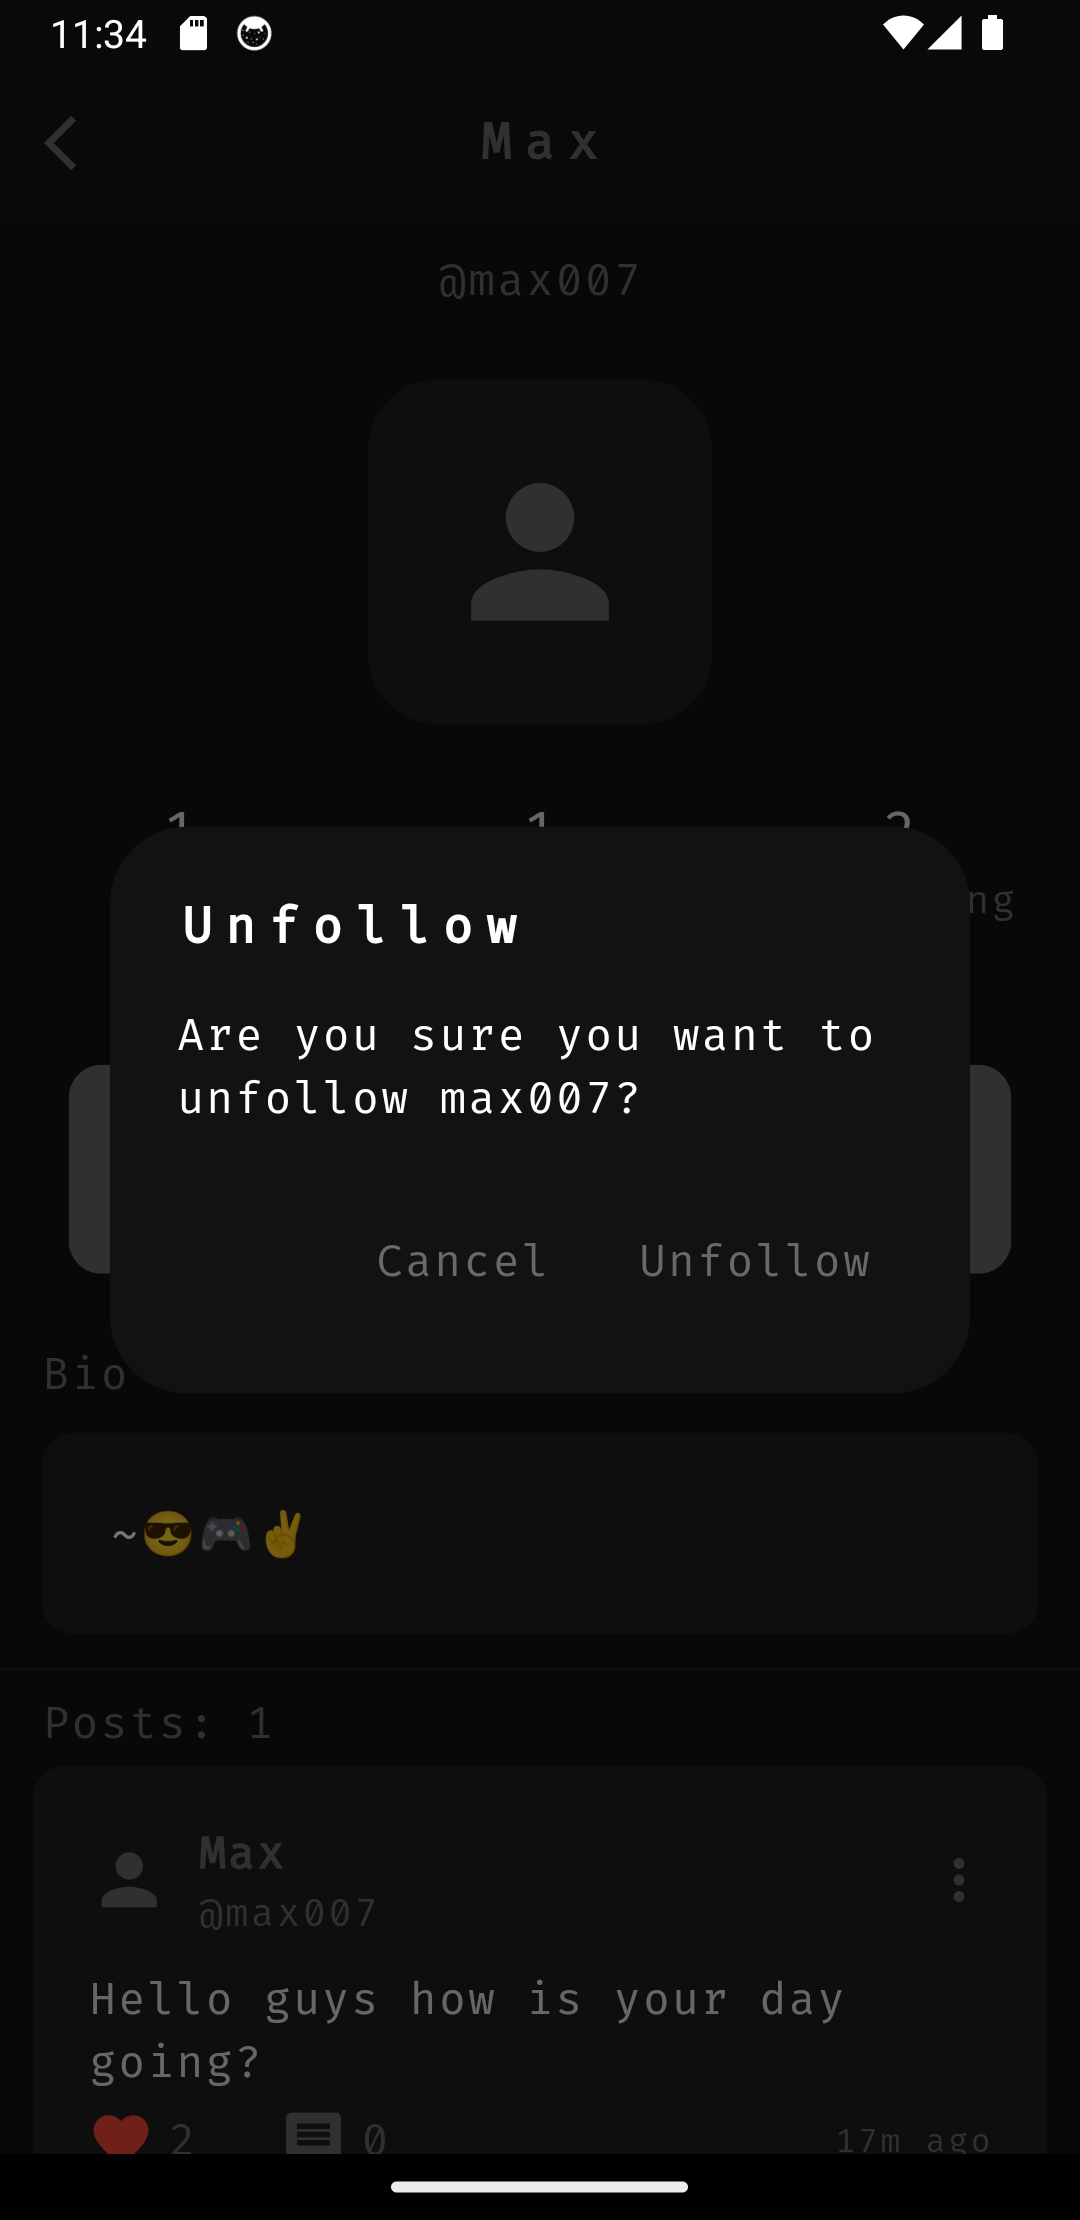 11:34
Max
@max007
1 1 2
ng
Unfollow
Are you sure you want to
unfollow max007?
Cancel Unfollow
Bio
~😎🎮✌
Posts: 1
Max
@max007
Hello guys how is your day
going?
2 0 17m ago